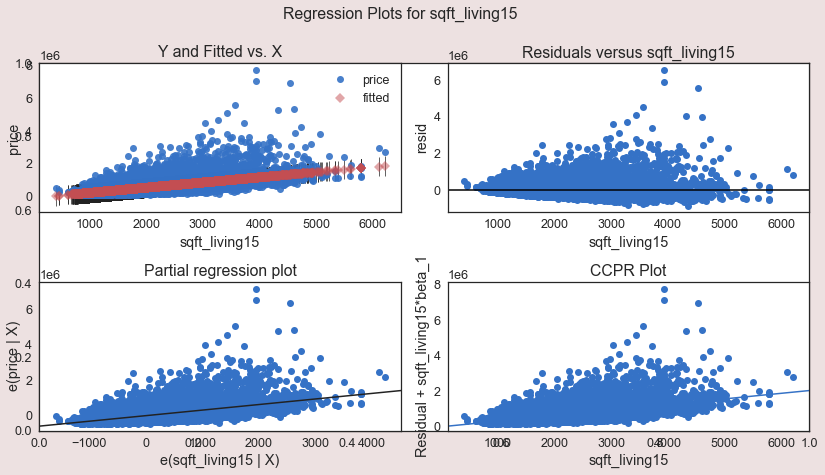 Regression Plots for sqft_living15
Y and Fitted vs. X
1e6
1.0
8
6
0.8
4
2
0
0.6
price
price
fitted
1000 2000 3000 4000 5000 6000
sqft_living15
Residuals versus sqft_living15
1e6
6
4
2
0
resid
1000 2000 3000 4000 5000 6000
sqft_living15
Partial regression plot
1e6
0.4
6
4
0.2
2
0
0.0
e(price | X)
0.0 −1000 0 1000 0.2 2000 3000 0.4 4000
e(sqft_living15 | X)
CCPR Plot
1e6
8
6
4
2
0
Residual + sqft_living15*beta_1
1000 0.6 2000 3000 0.8 4000 5000 6000 1.0
sqft_living15